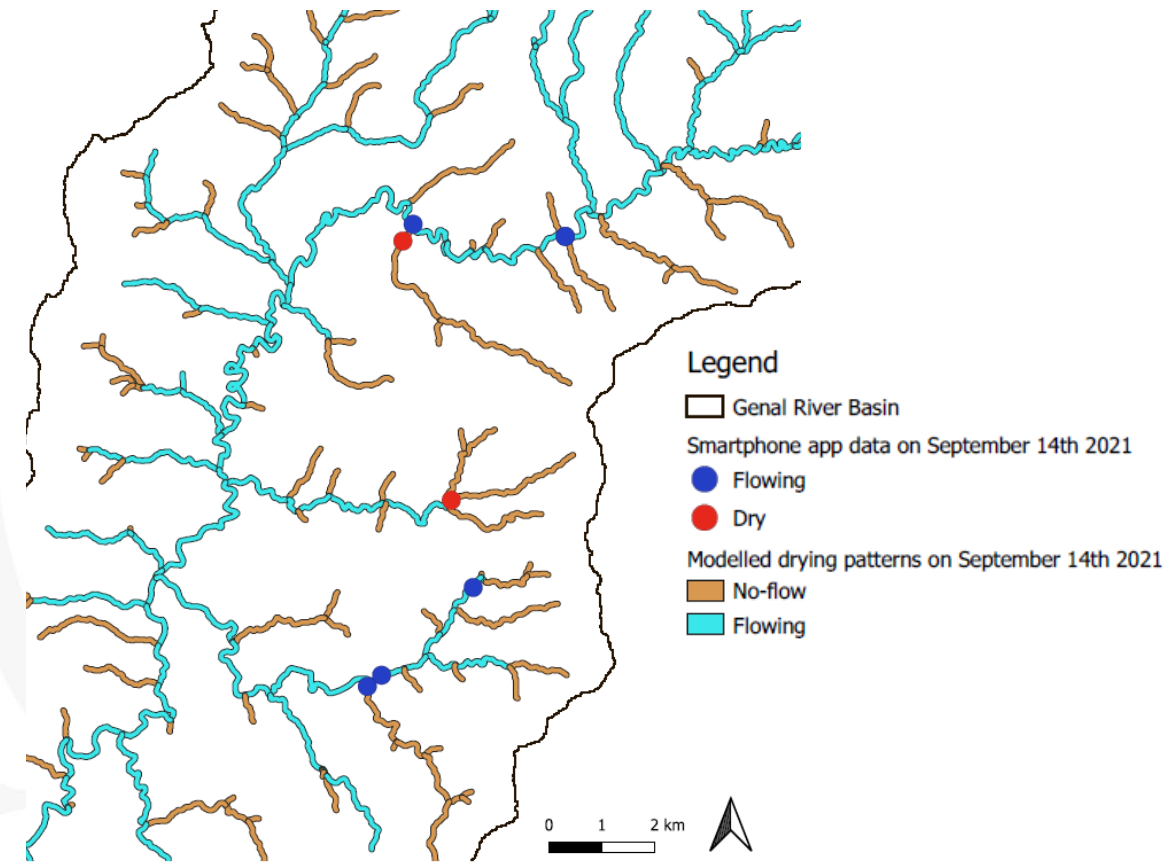 Legend
Genal River Basin
Smartphone app data on September 14th 2021
Flowing
Dry
Modelled drying patterns on September 14th 2021
No-flow
Flowing
0 1 2 km